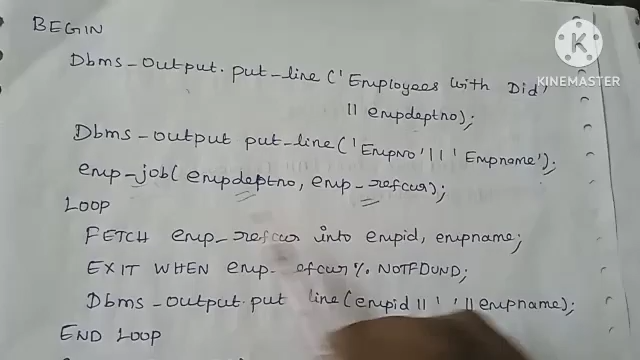 BEGIN
K
KINEMASTER
Dbms-output.put-line ('Employees with Did'
|| empdeptno);
Dbms-output put-line('EmpNo'||' Empname');
emp-job( empdeptno, emp-refcur);
LOOP
FETCH emp-refcur into empid, empname;
EXIT WHEN emp- efcur% NOTFOUND;
Dbms-output.put line(empid||' '||empname);
END LOOP